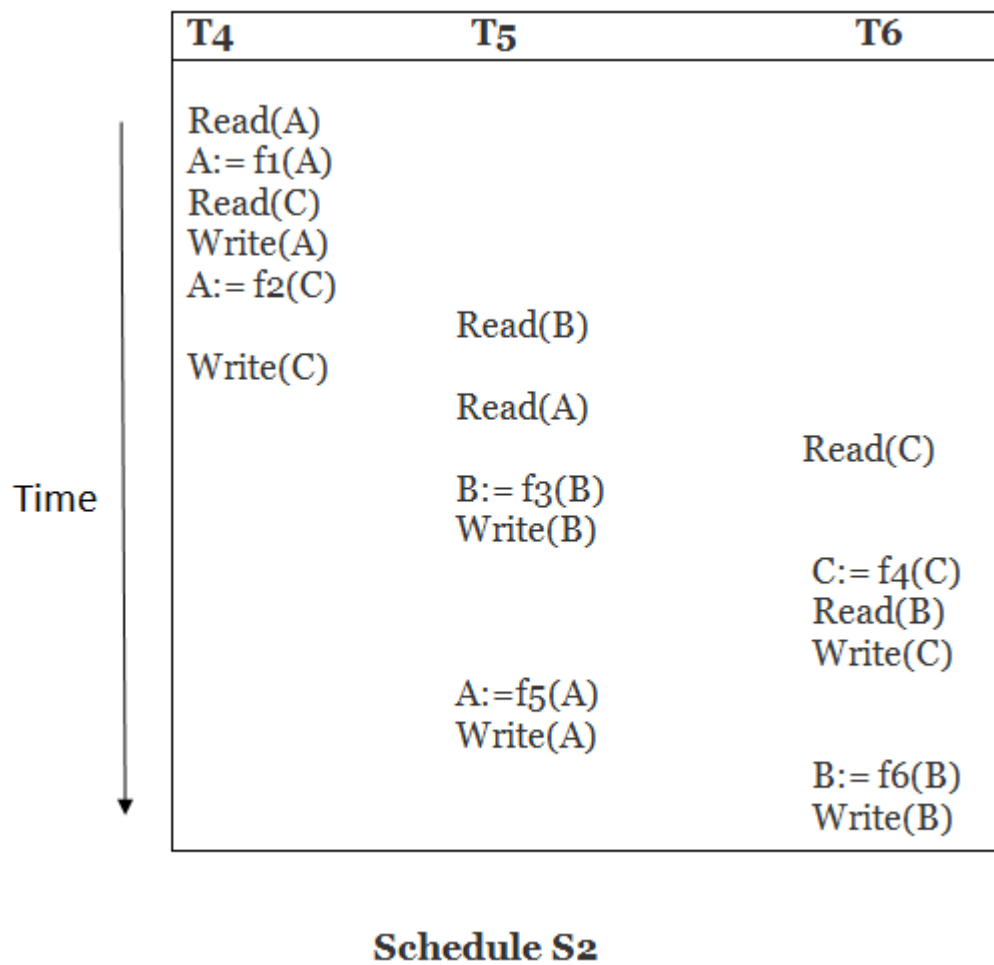 T4 T5 T6
Read(A)
A:= f1(A)
Read(C)
Write(A)
A:= f2(C)
Read(B)
Write(C)
Read(A)
Read(C)
Time
B:= f3(B)
Write(B)
C:= f4(C)
Read(B)
Write(C)
A:=f5(A)
Write(A)
B:= f6(B)
Write(B)
Schedule S2